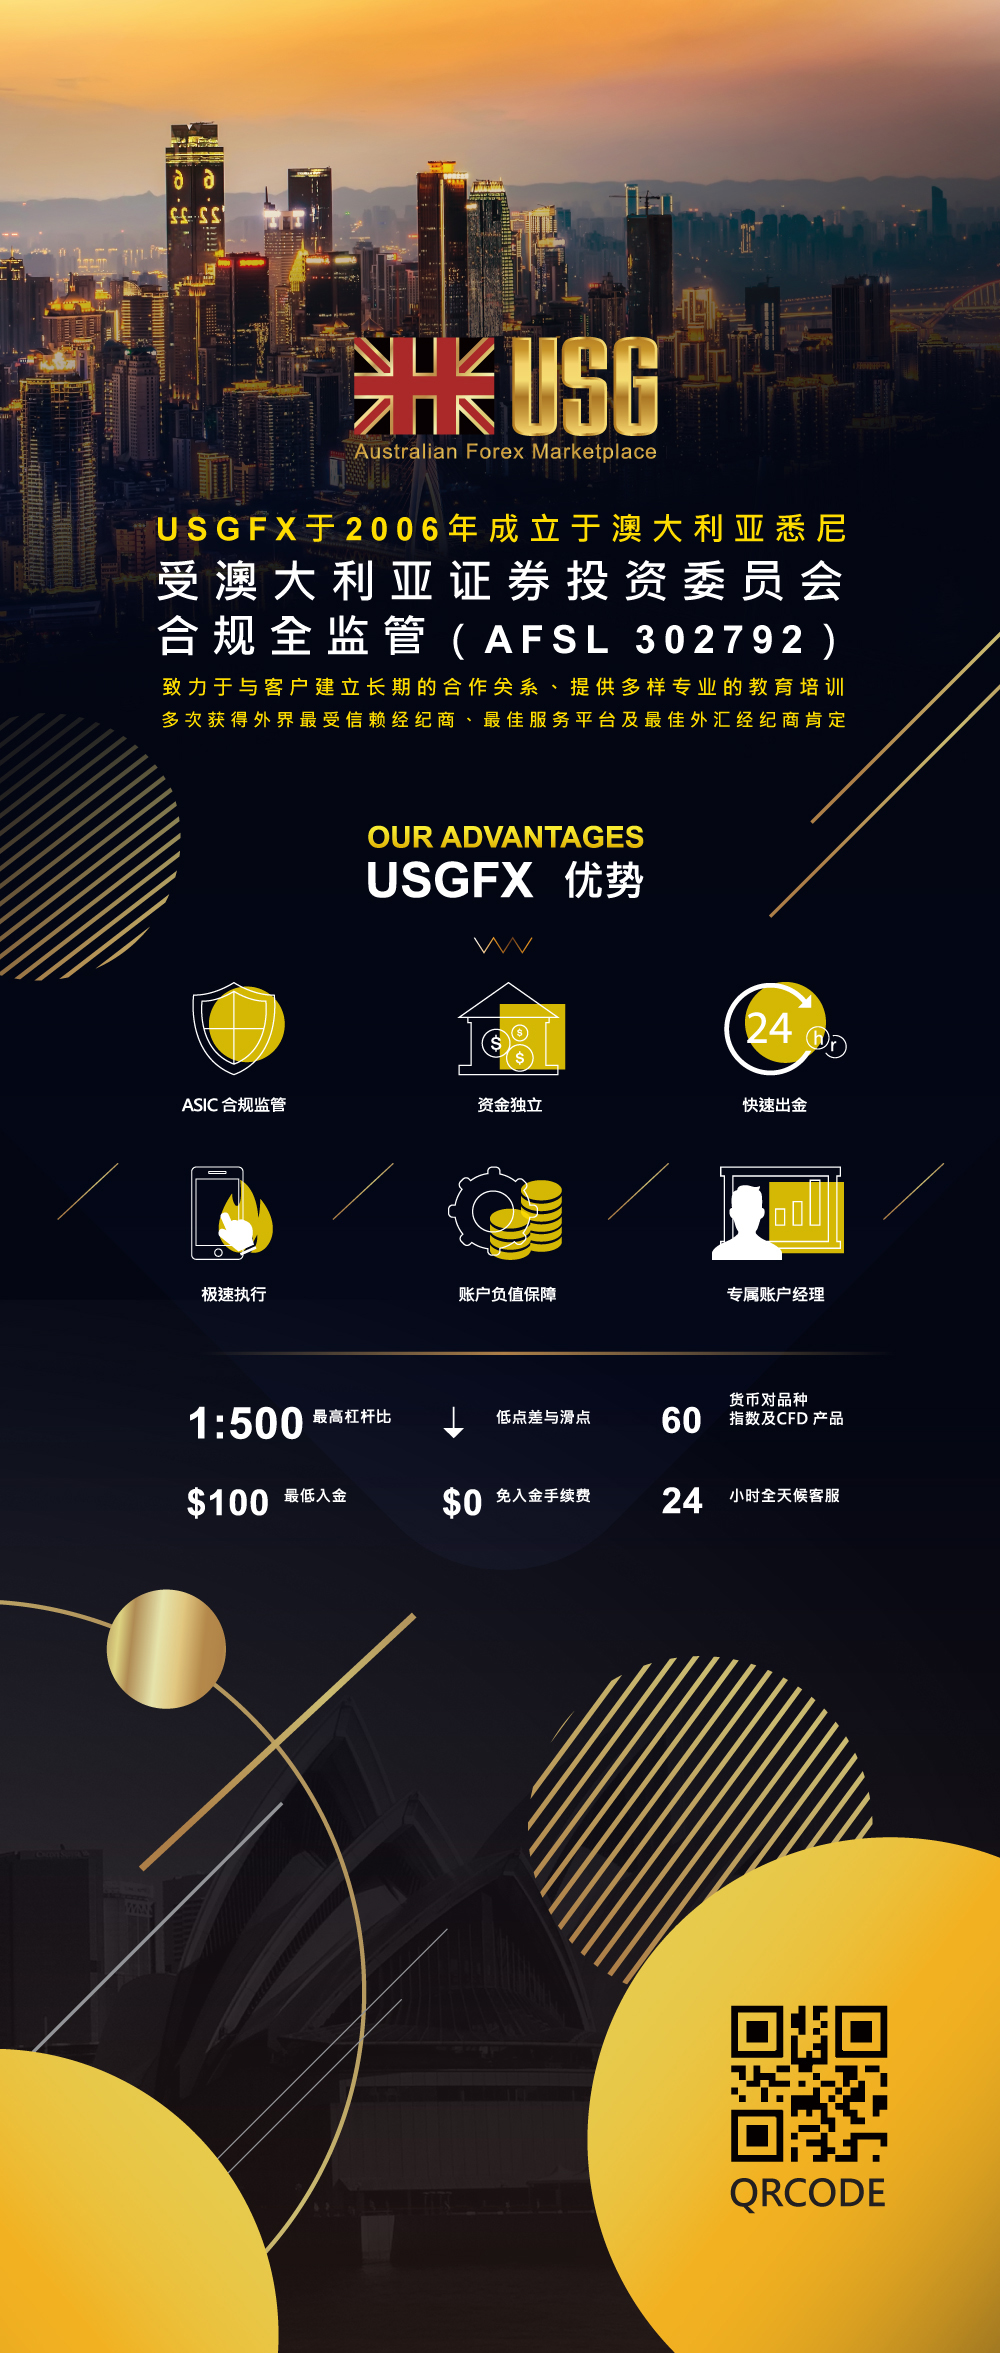 6 6
22 22
USG
Australian Forex Marketplace
USGFX于2006年成立于澳大利亚悉尼
受澳大利亚证券投资委员会
合规全监管(AFSL 302792)
致力于与客户建立长期的合作关系、提供多样专业的教育培训
多次获得外界最受信赖经纪商、最佳服务平台及最佳外汇经纪商肯定
OUR ADVANTAGES
USGFX 优势
24 hr
ASIC 合规监管
资金独立
快速出金
极速执行
账户负值保障
专属账户经理
1:500 最高杠杆比
低点差与滑点
60 货币对品种
指数及CFD 产品
$100 最低入金
$0 免入金手续费
24 小时全天候客服
QRCODE